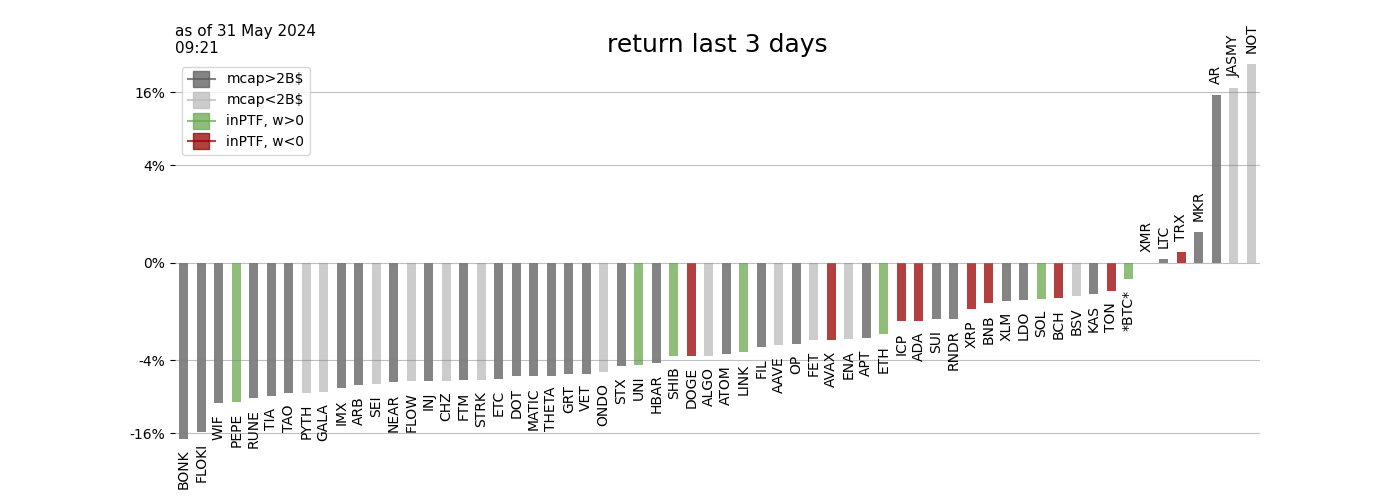 as of 31 May 2024
09:21
return last 3 days
mcap>2B$
mcap<2B$
inPTF, w>0
inPTF, w<0
16%
4%
0%
-4%
-16%
BONK
FLOKI
WIF
PEPE
RUNE
TIA
TAO
PYTH
GALA
IMX
ARB
SEI
NEAR
FLOW
INJ
CHZ
FTM
STRK
ETC
DOT
MATIC
THETA
GRT
VET
ONDO
STX
UNI
HBAR
SHIB
DOGE
ALGO
ATOM
LINK
FIL
AAVE
OP
FET
AVAX
ENA
APT
ETH
ICP
ADA
SUI
RNDR
XRP
BNB
XLM
LDO
SOL
BCH
BSV
KAS
TON
*BTC*
XMR
LTC
TRX
MKR
AR
JASMY
NOT